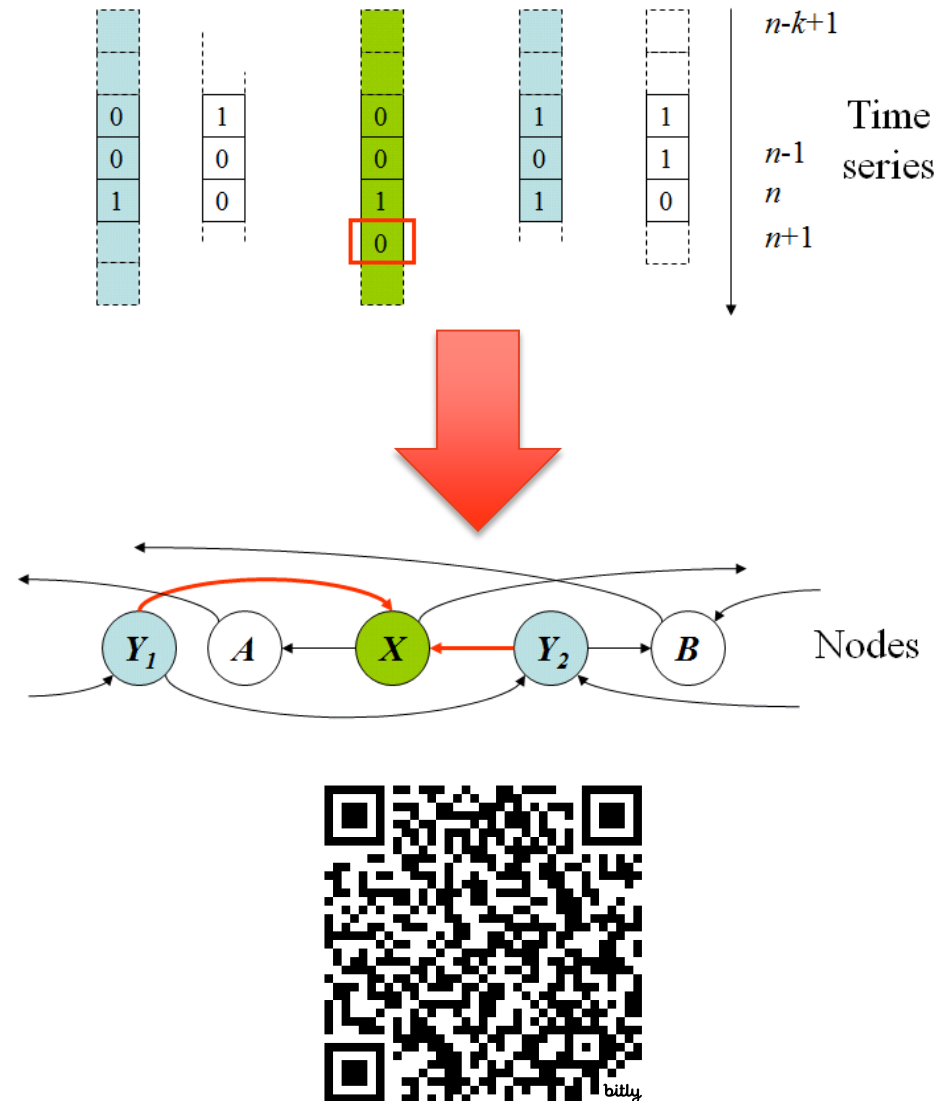 n-k+1
0 1 0 1 1 Time
0 0 0 0 1 n-1 series
1 0 1 1 0 n
0 n+1
Y1 A X Y2 B Nodes
bitly